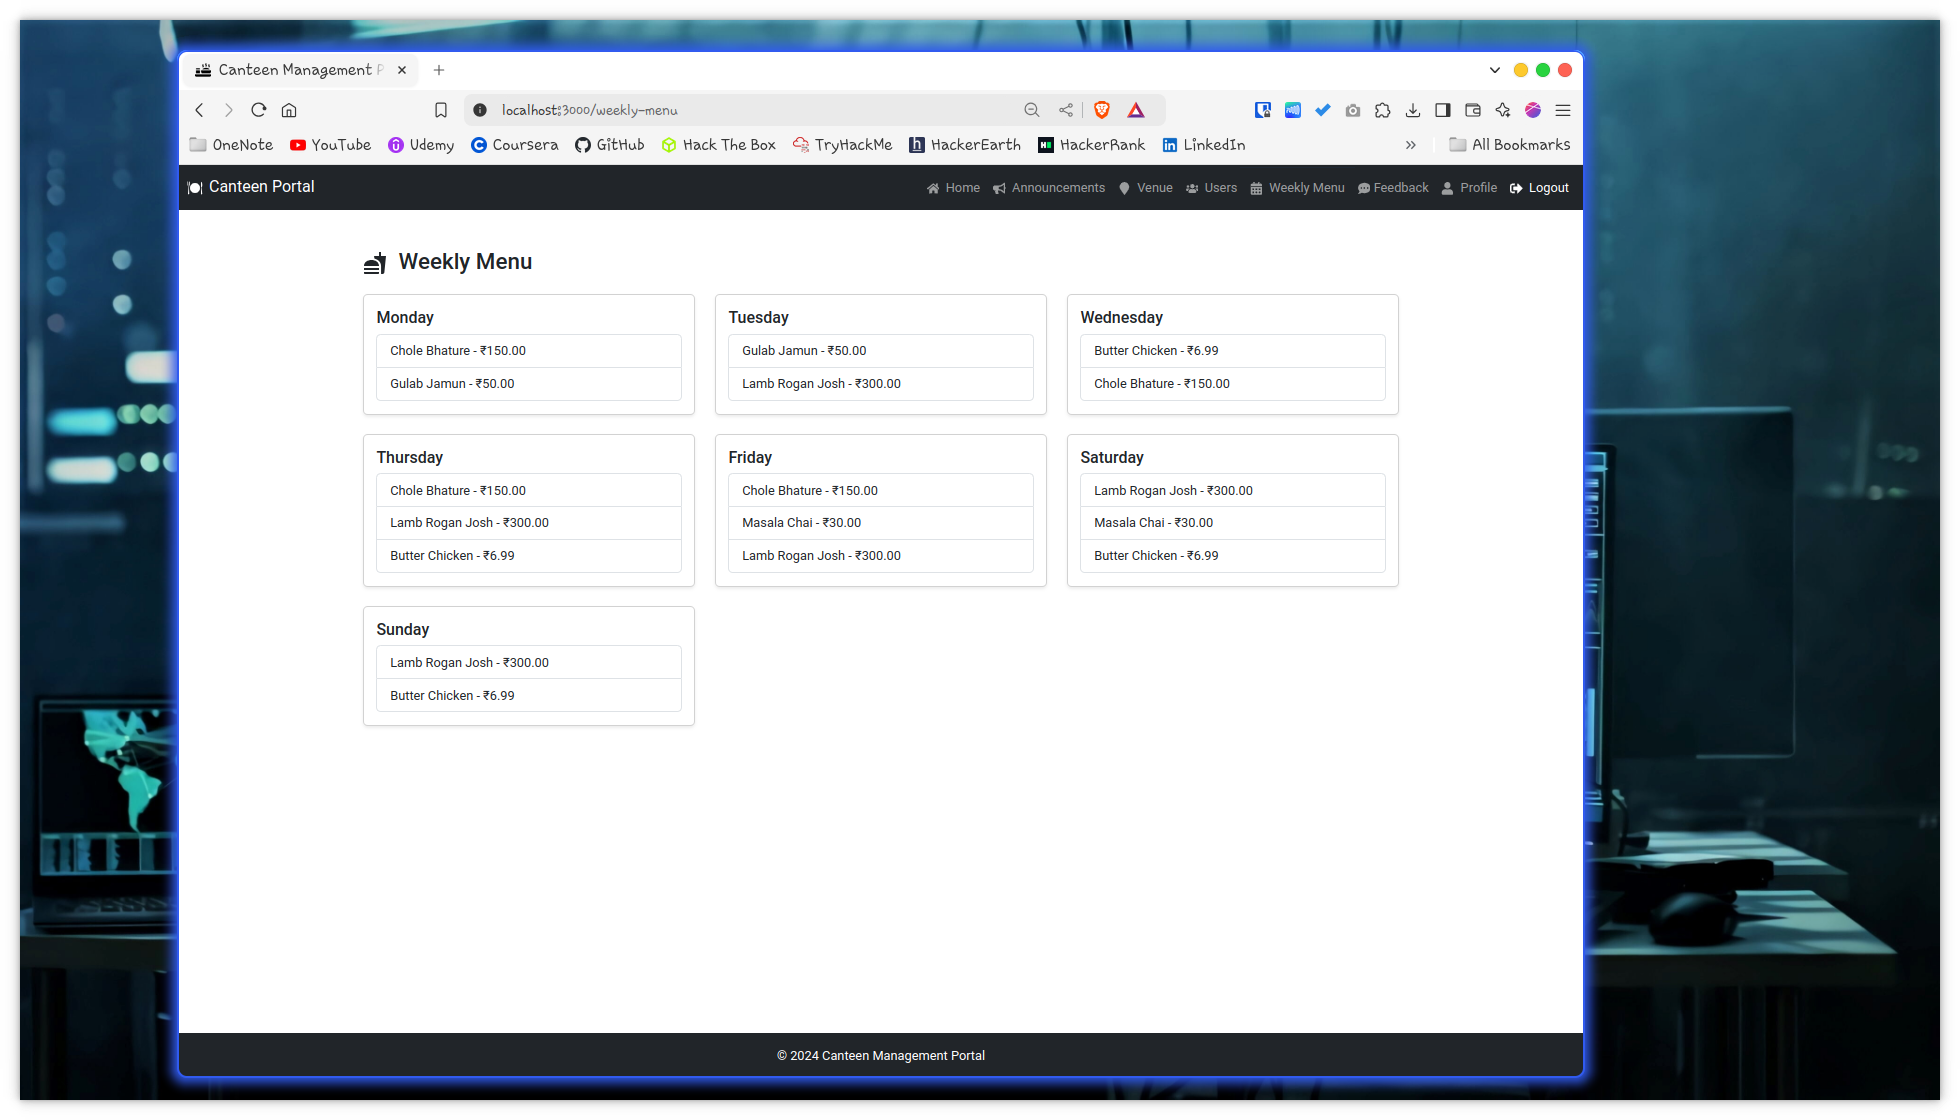 Canteen Management P
localhost:3000/weekly-menu
OneNote YouTube Udemy Coursera GitHub Hack The Box TryHackMe HackerEarth HackerRank LinkedIn » All Bookmarks
Canteen Portal Home Announcements Venue Users Weekly Menu Feedback Profile Logout
Weekly Menu
Monday
Chole Bhature - ₹150.00
Gulab Jamun - ₹50.00
Tuesday
Gulab Jamun - ₹50.00
Lamb Rogan Josh - ₹300.00
Wednesday
Butter Chicken - ₹6.99
Chole Bhature - ₹150.00
Thursday
Chole Bhature - ₹150.00
Lamb Rogan Josh - ₹300.00
Butter Chicken - ₹6.99
Friday
Chole Bhature - ₹150.00
Masala Chai - ₹30.00
Lamb Rogan Josh - ₹300.00
Saturday
Lamb Rogan Josh - ₹300.00
Masala Chai - ₹30.00
Butter Chicken - ₹6.99
Sunday
Lamb Rogan Josh - ₹300.00
Butter Chicken - ₹6.99
© 2024 Canteen Management Portal